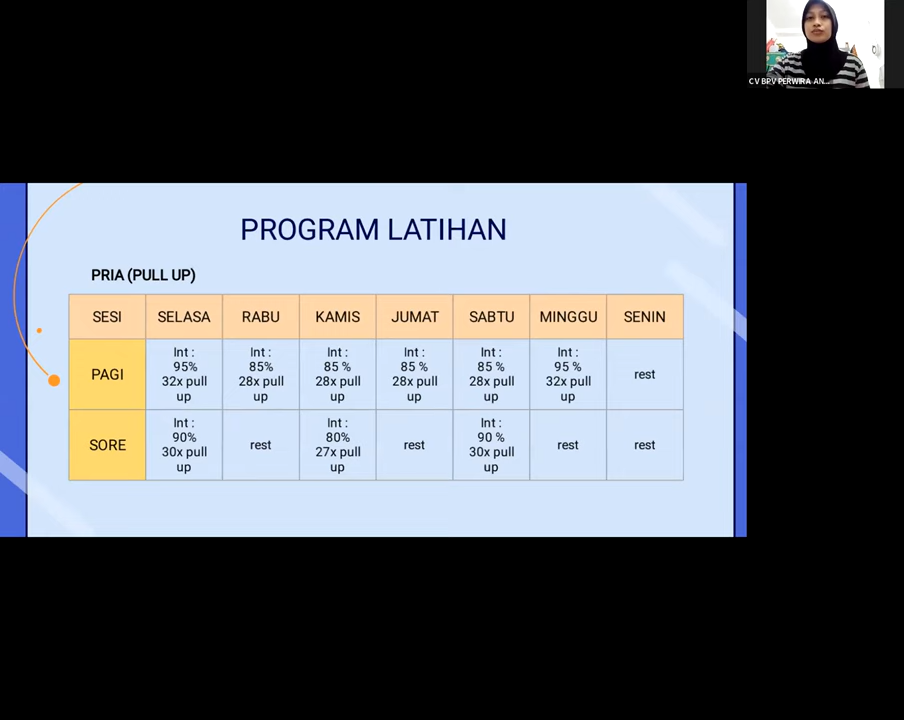 CV BPV PERWIRA AN...
PROGRAM LATIHAN
PRIA (PULL UP)
SESI SELASA RABU KAMIS JUMAT SABTU MINGGU SENIN
PAGI
Int :
95%
32x pull
up
Int :
85%
28x pull
up
Int :
85 %
28x pull
up
Int :
85 %
28x pull
up
Int :
85 %
28x pull
up
Int :
95 %
32x pull
up
rest
SORE
Int :
90%
30x pull
up
rest
Int :
80%
27x pull
up
rest
Int :
90 %
30x pull
up
rest
rest